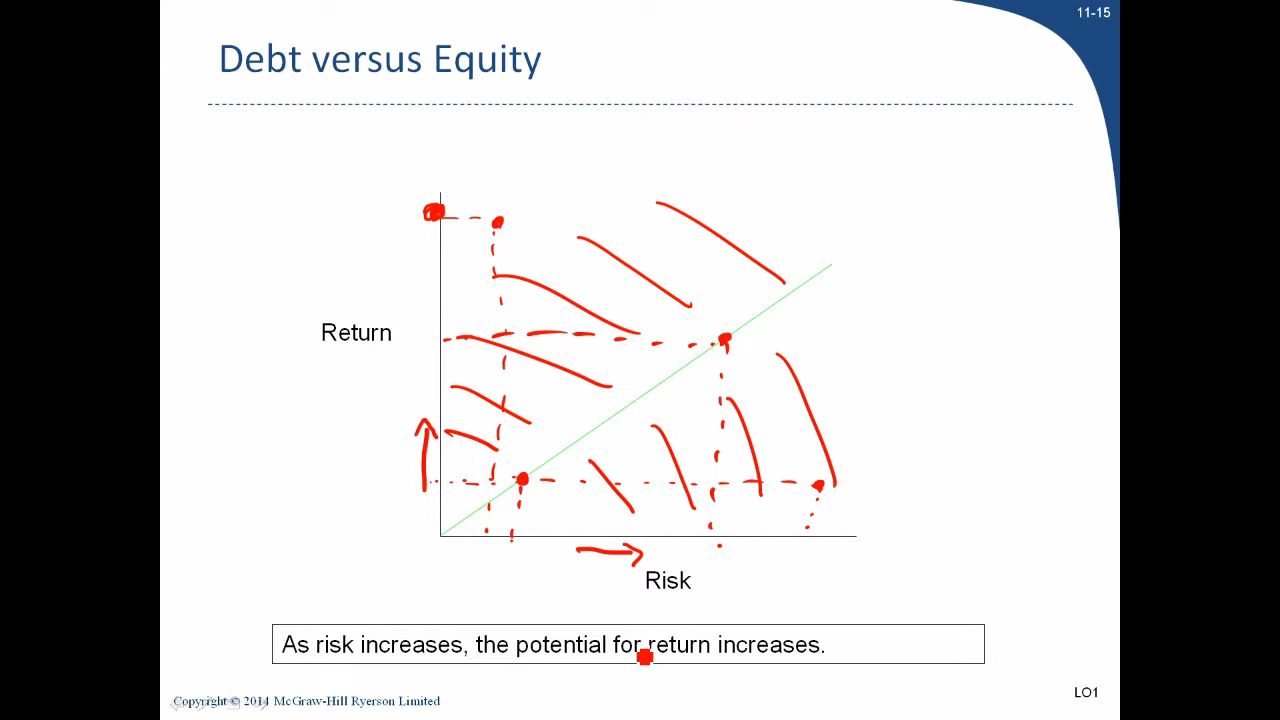 11-15
Debt versus Equity
Return
Risk
As risk increases, the potential for return increases.
Copyright © 2014 McGraw-Hill Ryerson Limited
LO1